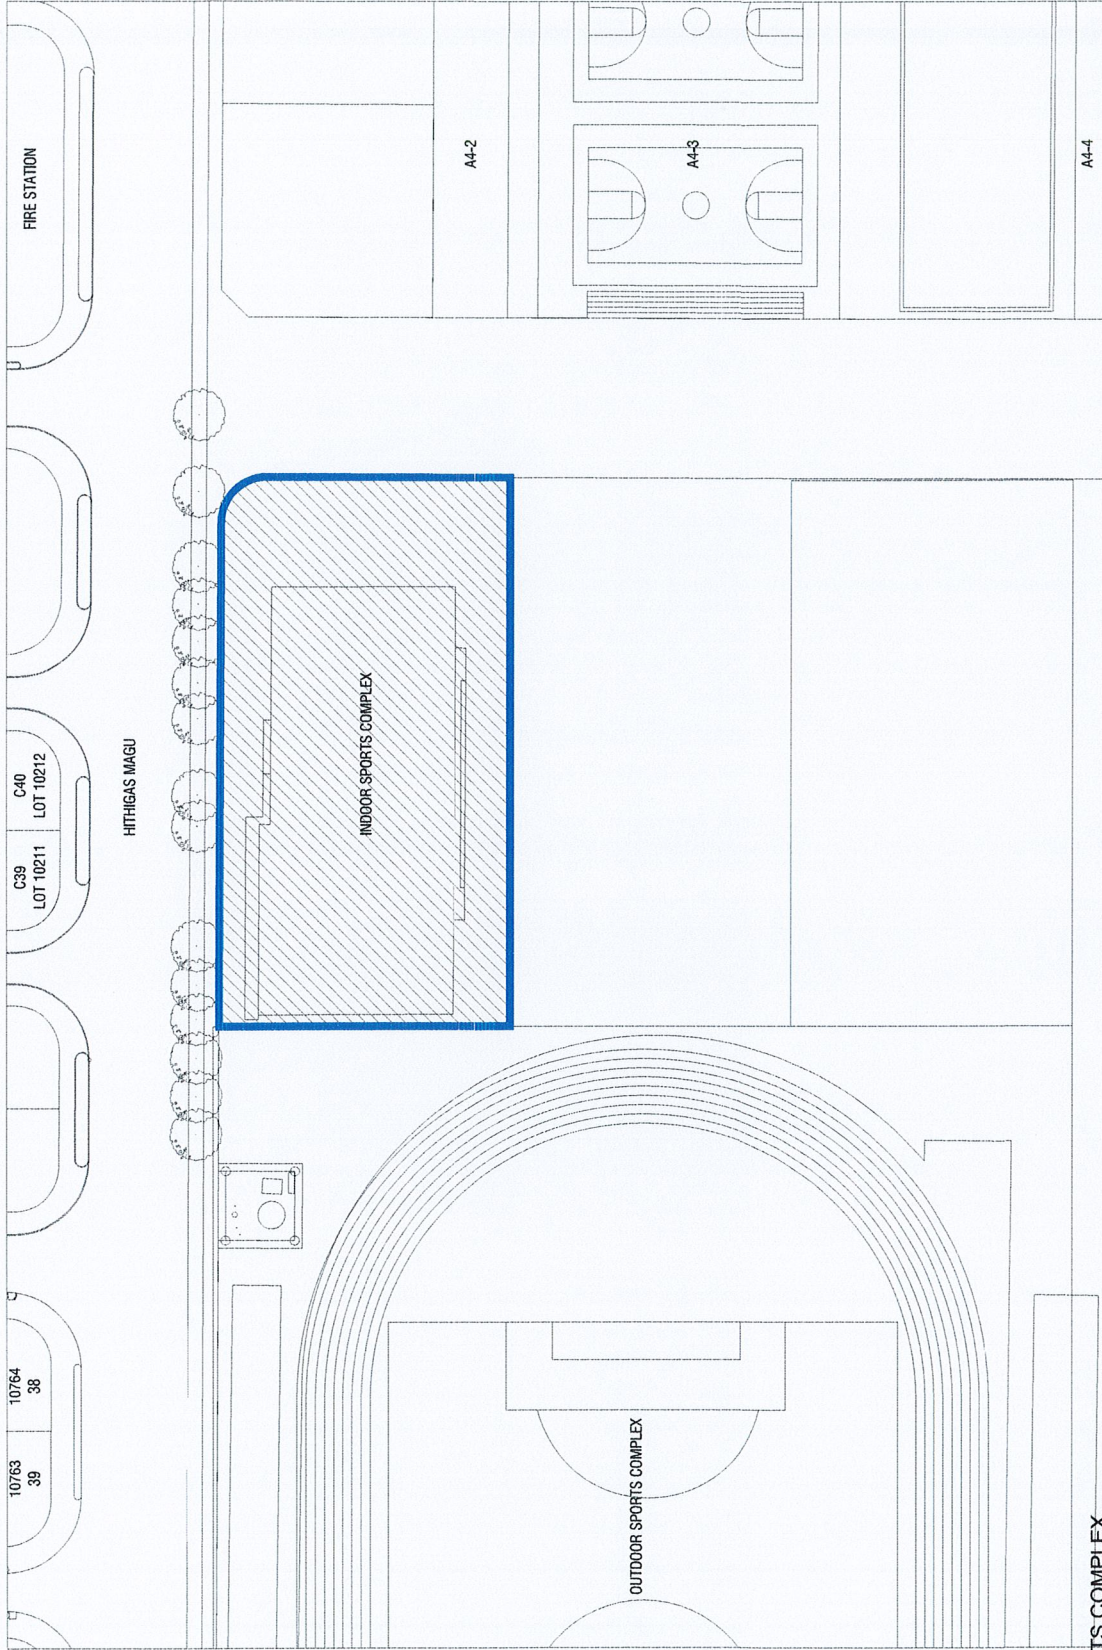 FIRE STATION
C40
LOT 10212
C39
LOT 10211
10764
38
10763
39
HITHIGAS MAGU
A4-2
A4-3
A4-4
INDOOR SPORTS COMPLEX
OUTDOOR SPORTS COMPLEX
TS COMPLEX